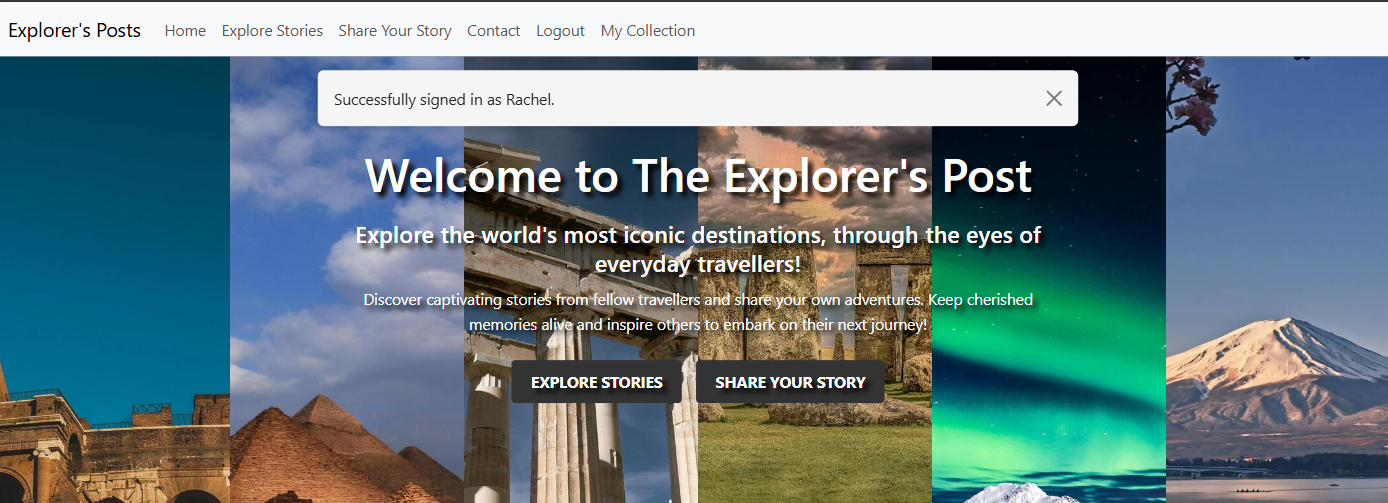 Explorer's Posts Home Explore Stories Share Your Story Contact Logout My Collection
Successfully signed in as Rachel.
Welcome to The Explorer's Post
Explore the world's most iconic destinations, through the eyes of
everyday travellers!
Discover captivating stories from fellow travellers and share your own adventures. Keep cherished
memories alive and inspire others to embark on their next journey!
EXPLORE STORIES SHARE YOUR STORY